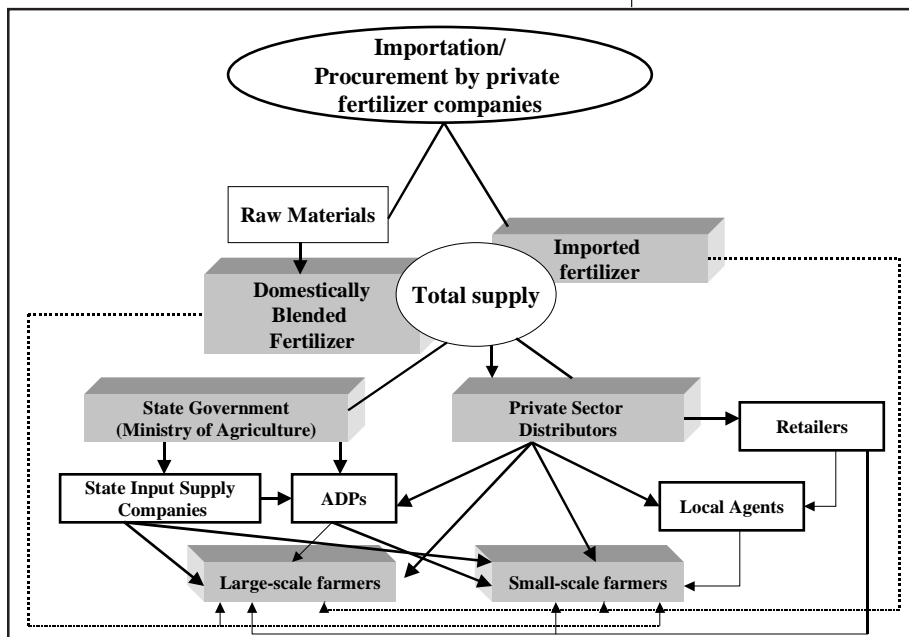 Importation/
Procurement by private
fertilizer companies
Raw Materials
Imported
fertilizer
Domestically
Blended
Fertilizer
Total supply
State Government
(Ministry of Agriculture)
Private Sector
Distributors
Retailers
State Input Supply
Companies
ADPs
Local Agents
Large-scale farmers
Small-scale farmers